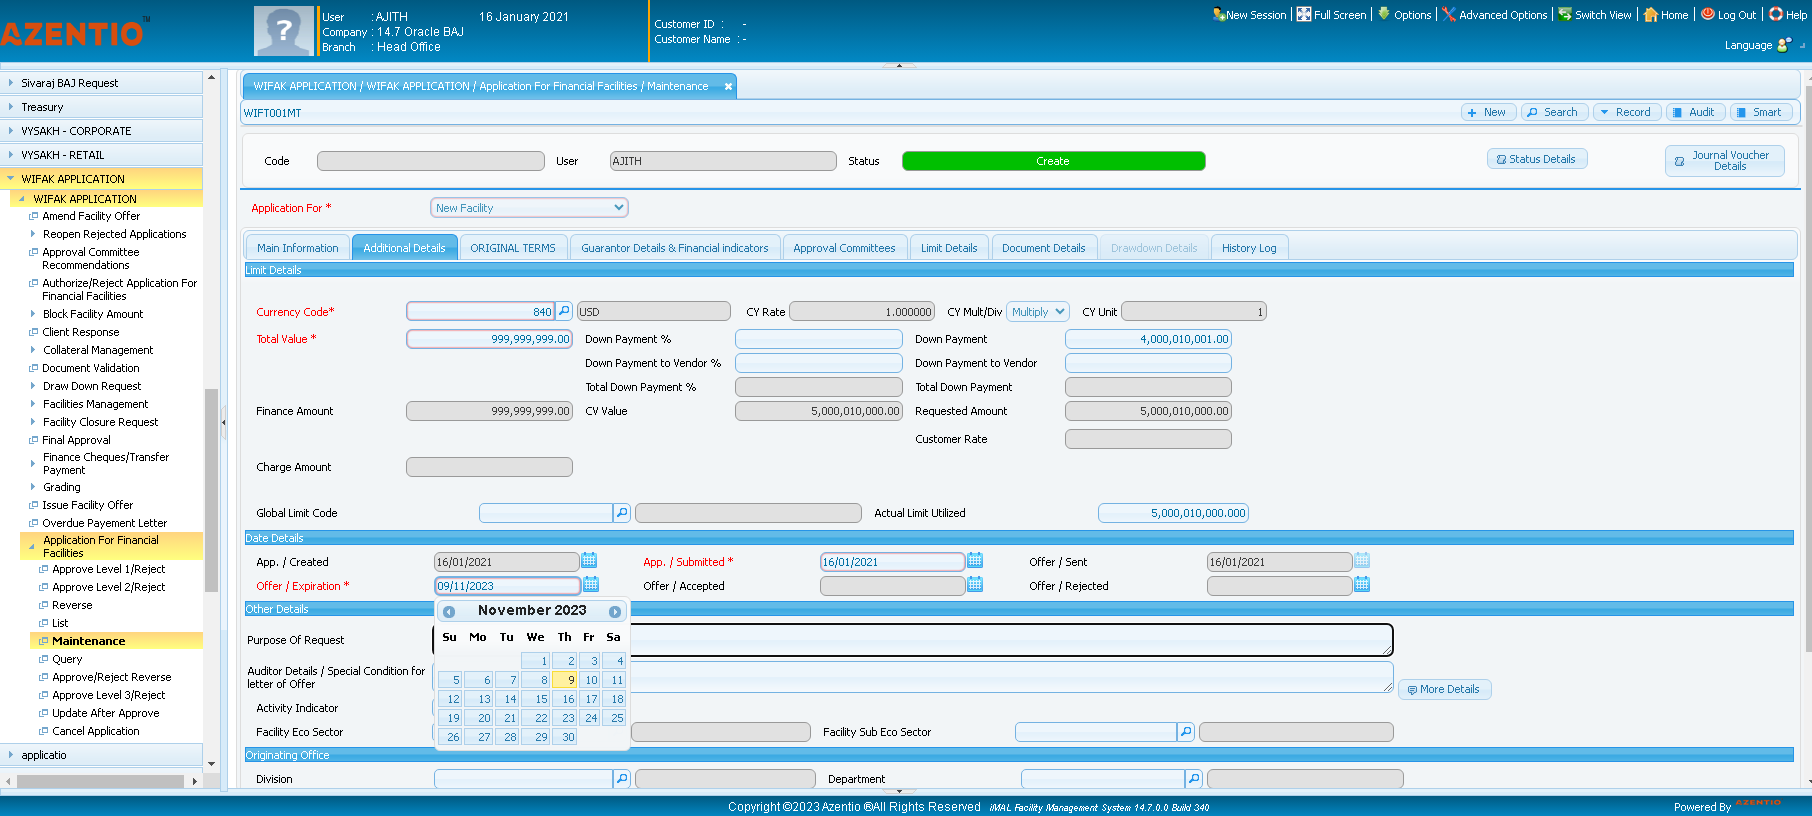 AZENTIO™
User : AJITH 16 January 2021
Company : 14.7 Oracle BAJ
Branch : Head Office
Customer ID : -
Customer Name : -
New Session Full Screen Options Advanced Options Switch View Home Log Out Help
Language
Sivaraj BAJ Request
Treasury
VYSAKH - CORPORATE
VYSAKH - RETAIL
WIFAK APPLICATION
WIFAK APPLICATION
Amend Facility Offer
Reopen Rejected Applications
Approval Committee
Recommendations
Authorize/Reject Application For
Financial Facilities
Block Facility Amount
Client Response
Collateral Management
Document Validation
Draw Down Request
Facilities Management
Facility Closure Request
Final Approval
Finance Cheques/Transfer
Payment
Grading
Issue Facility Offer
Overdue Payement Letter
Application For Financial
Facilities
Approve Level 1/Reject
Approve Level 2/Reject
Reverse
List
Maintenance
Query
Approve/Reject Reverse
Approve Level 3/Reject
Update After Approve
Cancel Application
applicatio
WIFAK APPLICATION / WIFAK APPLICATION / Application For Financial Facilities / Maintenance
WIFT001MT New Search Record Audit Smart
Code User AJITH Status Create Status Details Journal Voucher
Details
Application For * New Facility
Main Information Additional Details ORIGINAL TERMS Guarantor Details & Financial indicators Approval Committees Limit Details Document Details Drawdown Details History Log
Limit Details
Currency Code* 840 USD CY Rate 1.000000 CY Mult/Div Multiply CY Unit 1
Total Value * 999,999,999.00 Down Payment % Down Payment 4,000,010,001.00
Down Payment to Vendor % Down Payment to Vendor
Total Down Payment % Total Down Payment
Finance Amount 999,999,999.00 CV Value 5,000,010,000.00 Requested Amount 5,000,010,000.00
Customer Rate
Charge Amount
Global Limit Code Actual Limit Utilized 5,000,010,000.000
Date Details
App. / Created 16/01/2021 App. / Submitted * 16/01/2021 Offer / Sent 16/01/2021
Offer / Expiration * 09/11/2023 Offer / Accepted Offer / Rejected
Other Details
November 2023
Su Mo Tu We Th Fr Sa
1 2 3 4
5 6 7 8 9 10 11
12 13 14 15 16 17 18
19 20 21 22 23 24 25
26 27 28 29 30
Purpose Of Request
Auditor Details / Special Condition for
letter of Offer
More Details
Activity Indicator
Facility Eco Sector Facility Sub Eco Sector
Originating Office
Division Department
Copyright ©2023 Azentio ®All Rights Reserved iMAL Facility Management System 14.7.0.0 Build 340
Powered By AZENTIO